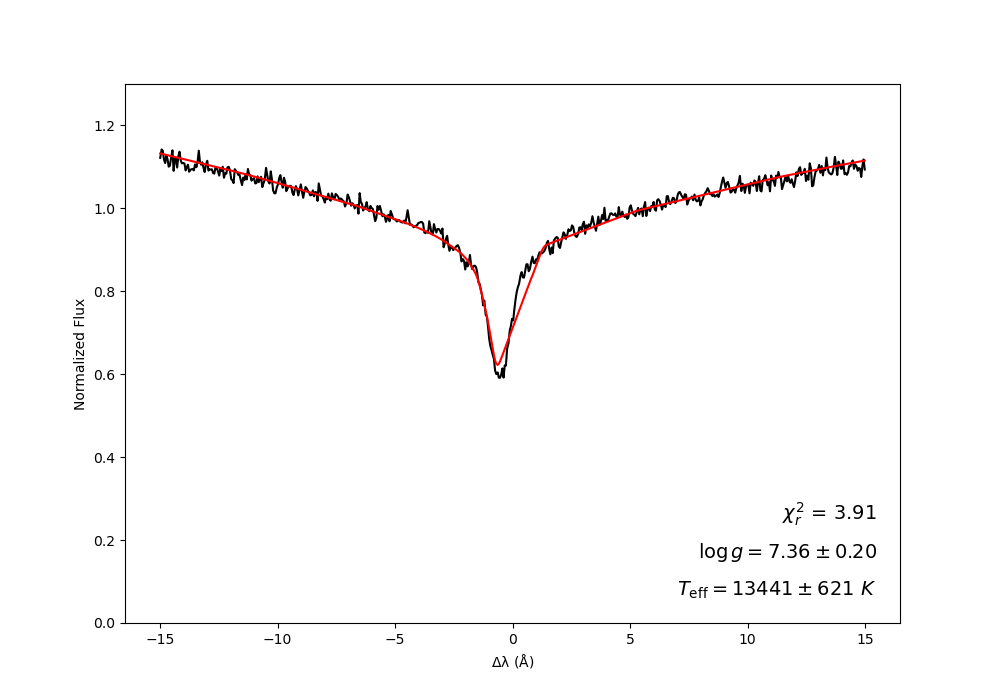 1.2
1.0
0.8
0.6
0.4
0.2
0.0
Normalized Flux
χ²ᵣ = 3.91
log g = 7.36 ± 0.20
T_eff = 13441 ± 621 K
−15 −10 −5 0 5 10 15
Δλ (Å)